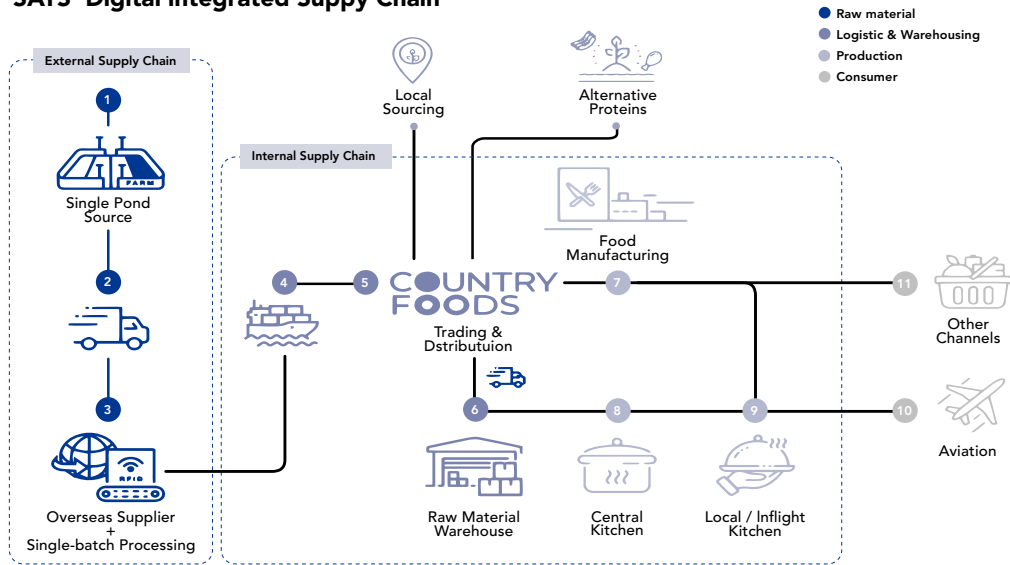 SATS' Digital Integrated Supply Chain
Raw material
Logistic & Warehousing
Production
Consumer
External Supply Chain
1
FARM
Single Pond
Source
2
3
RFID
Overseas Supplier
+
Single-batch Processing
Local
Sourcing
Alternative
Proteins
Internal Supply Chain
Food
Manufacturing
4
5
COUNTRY
FOODS
Trading &
Dstributuion
7
11
Other
Channels
6
8
9
10
Aviation
Raw Material
Warehouse
Central
Kitchen
Local / Inflight
Kitchen